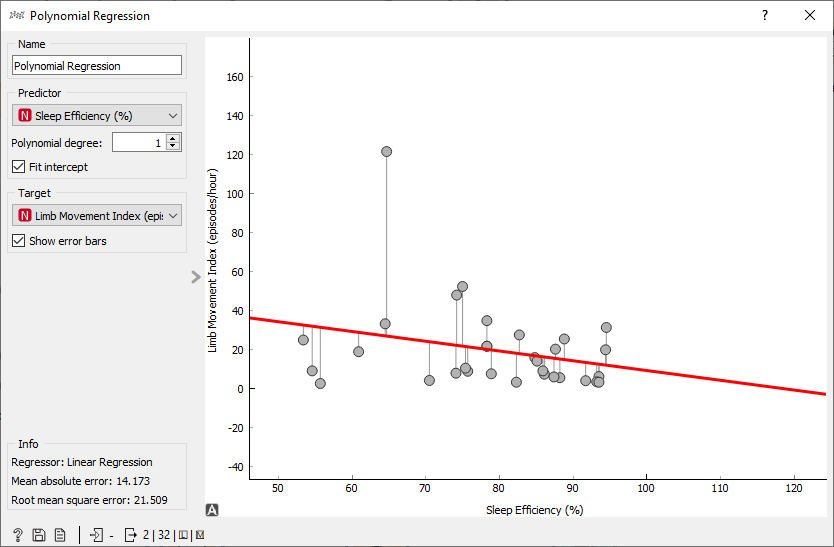 Polynomial Regression
?
Name
Polynomial Regression
Predictor
N Sleep Efficiency (%)
Polynomial degree: 1
Fit intercept
Target
N Limb Movement Index (epis
Show error bars
Info
Regressor: Linear Regression
Mean absolute error: 14.173
Root mean square error: 21.509
? - 2 | 32 | L | M
Limb Movement Index (episodes/hour)
160
140
120
100
80
60
40
20
0
-20
-40
50 60 70 80 90 100 110 120
Sleep Efficiency (%)
A